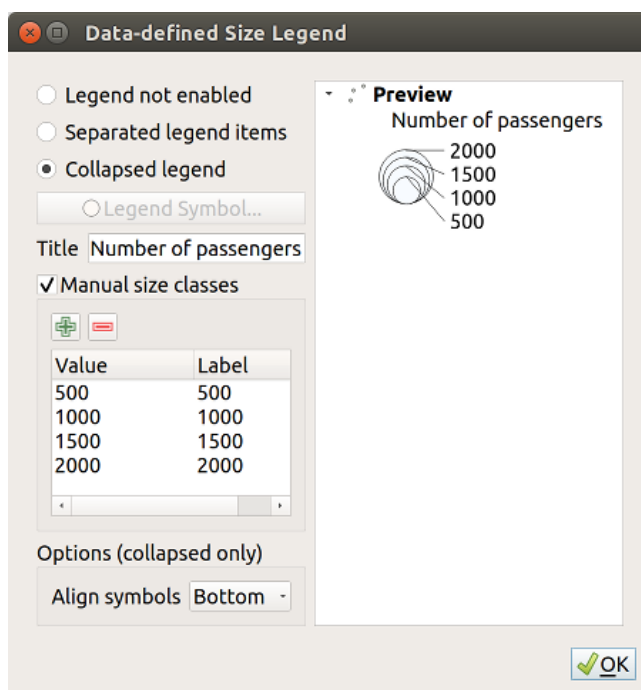 Data-defined Size Legend
Legend not enabled
Separated legend items
Collapsed legend
Legend Symbol...
Title Number of passengers
Manual size classes
Value Label
500 500
1000 1000
1500 1500
2000 2000
Options (collapsed only)
Align symbols Bottom
Preview
Number of passengers
2000
1500
1000
500
OK